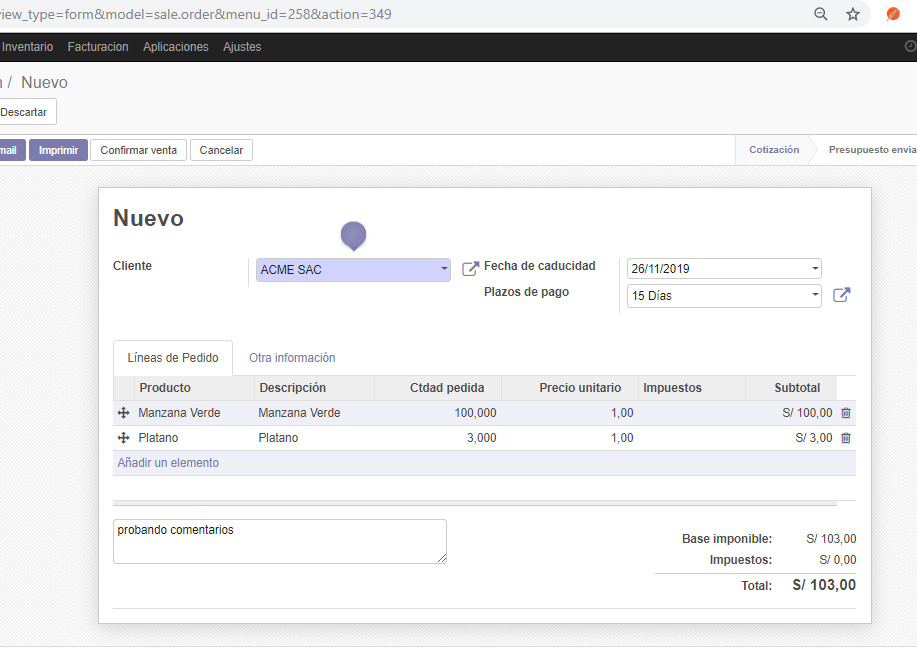 iew_type=form&model=sale.order&menu_id=258&action=349
Inventario Facturacion Aplicaciones Ajustes
/ Nuevo
Descartar
mail Imprimir Confirmar venta Cancelar Cotización Presupuesto envia
Nuevo
Cliente ACME SAC Fecha de caducidad 26/11/2019
Plazos de pago 15 Días
Líneas de Pedido Otra información
Producto Descripción Ctdad pedida Precio unitario Impuestos Subtotal
Manzana Verde Manzana Verde 100,000 1,00 S/ 100,00
Platano Platano 3,000 1,00 S/ 3,00
Añadir un elemento
probando comentarios
Base imponible: S/ 103,00
Impuestos: S/ 0,00
Total: S/ 103,00